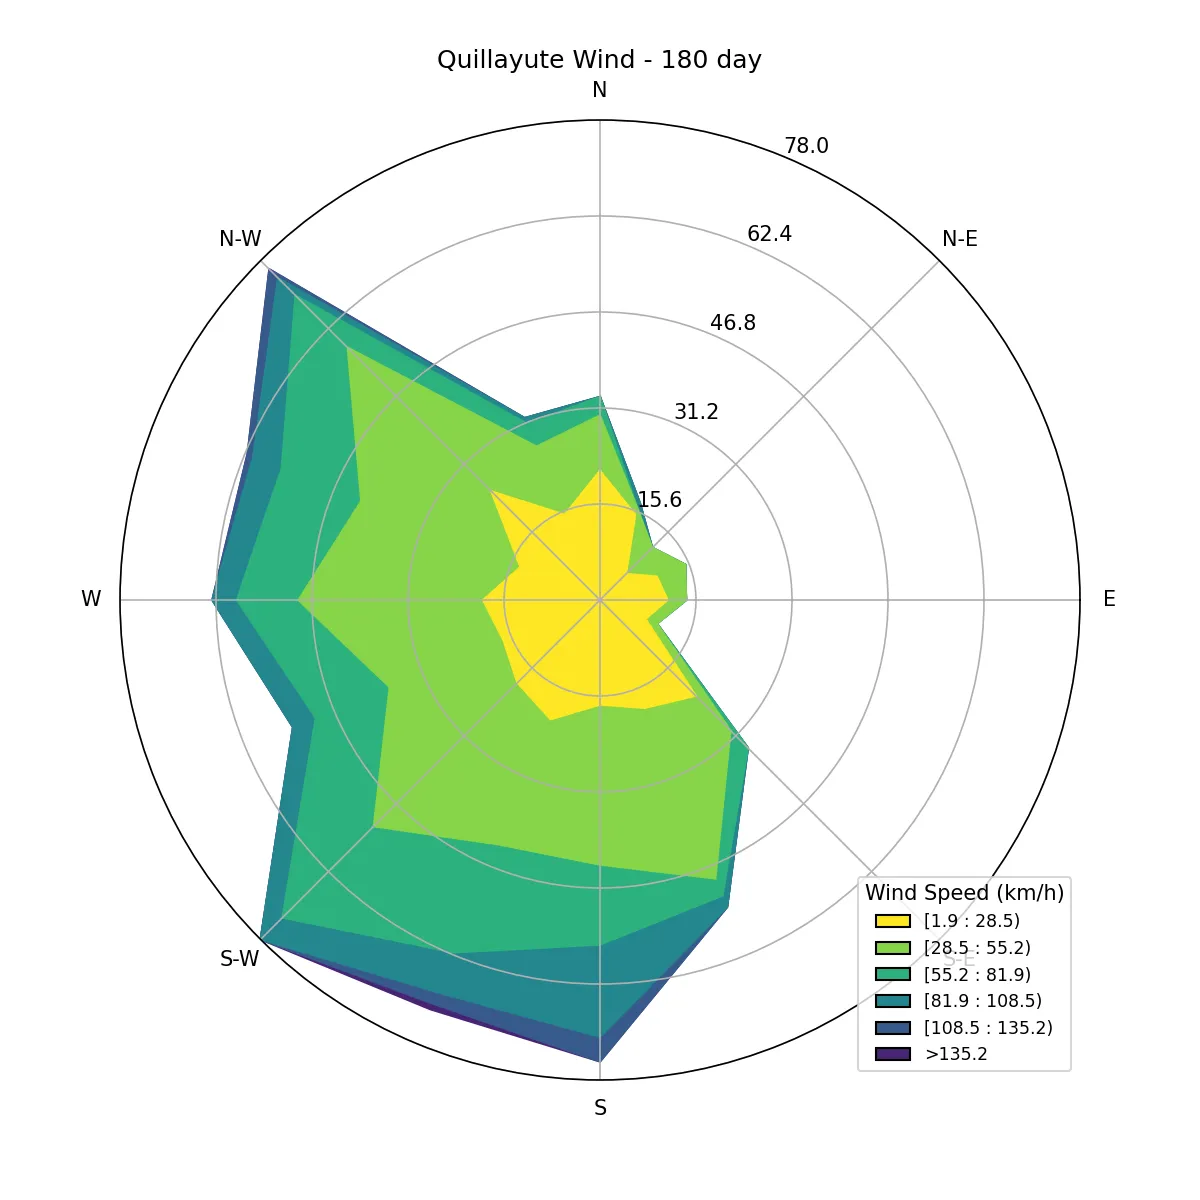 Quillayute Wind - 180 day
N
78.0
62.4
N-W
N-E
46.8
31.2
15.6
W
E
S-W
S-E
S
Wind Speed (km/h)
[1.9 : 28.5)
[28.5 : 55.2)
[55.2 : 81.9)
[81.9 : 108.5)
[108.5 : 135.2)
>135.2